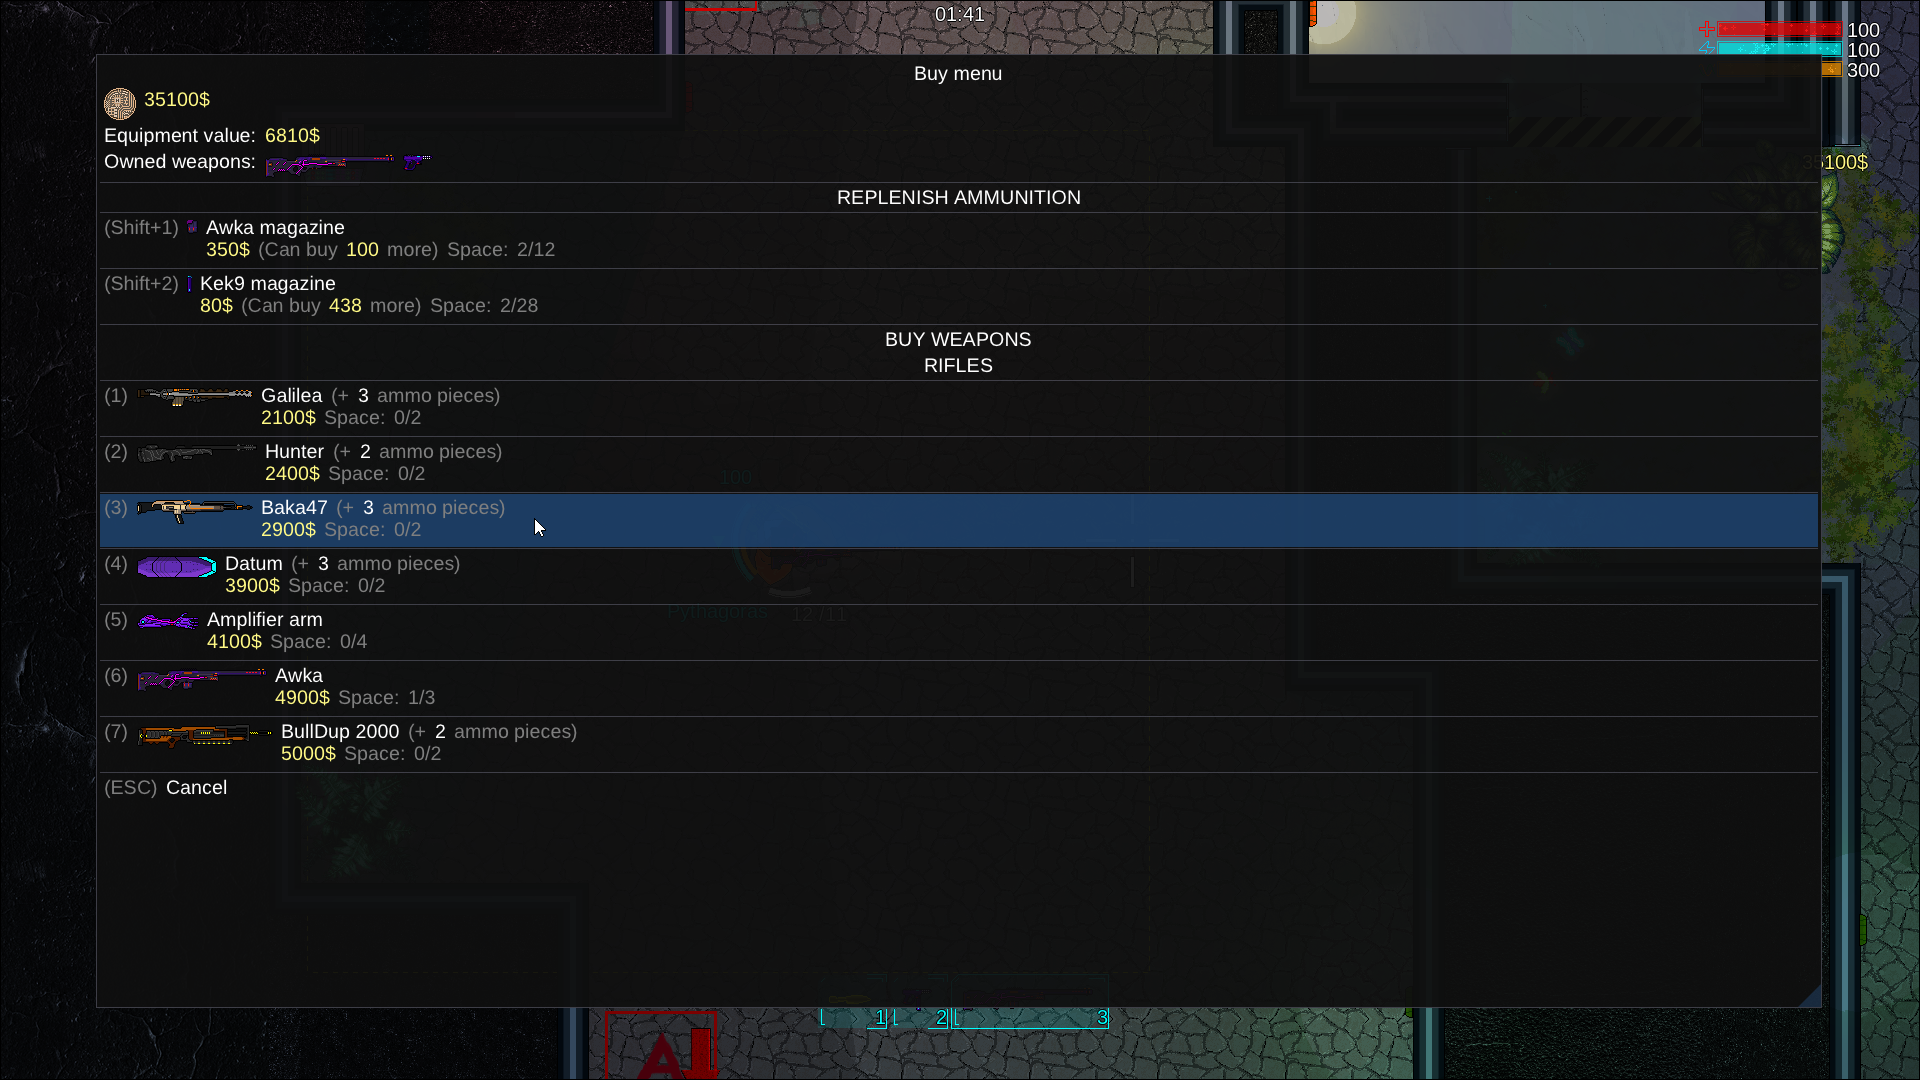 01:41
100
100
300
Buy menu
35100$
Equipment value: 6810$
Owned weapons:
5100$
REPLENISH AMMUNITION
(Shift+1) Awka magazine
350$ (Can buy 100 more) Space: 2/12
(Shift+2) Kek9 magazine
80$ (Can buy 438 more) Space: 2/28
BUY WEAPONS
RIFLES
(1) Galilea (+ 3 ammo pieces)
2100$ Space: 0/2
(2) Hunter (+ 2 ammo pieces)
2400$ Space: 0/2
100
(3) Baka47 (+ 3 ammo pieces)
2900$ Space: 0/2
(4) Datum (+ 3 ammo pieces)
3900$ Space: 0/2
Pythagoras 12/11
(5) Amplifier arm
4100$ Space: 0/4
(6) Awka
4900$ Space: 1/3
(7) BullDup 2000 (+ 2 ammo pieces)
5000$ Space: 0/2
(ESC) Cancel
1 2 3
A